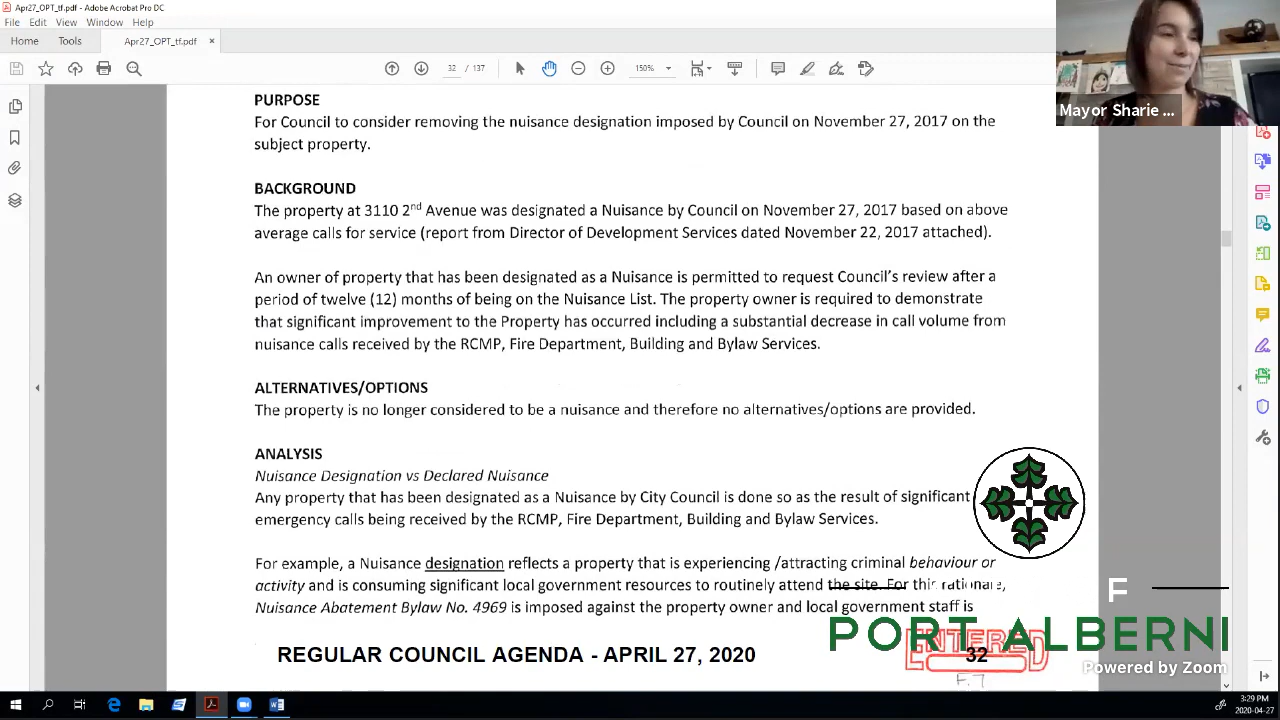 Apr27_OPT_tf.pdf - Adobe Acrobat Pro DC
File Edit View Window Help
Home Tools Apr27_OPT_tf.pdf ×
32 / 137 150%
Mayor Sharie ...
PURPOSE
For Council to consider removing the nuisance designation imposed by Council on November 27, 2017 on the
subject property.
BACKGROUND
The property at 3110 2nd Avenue was designated a Nuisance by Council on November 27, 2017 based on above
average calls for service (report from Director of Development Services dated November 22, 2017 attached).
An owner of property that has been designated as a Nuisance is permitted to request Council's review after a
period of twelve (12) months of being on the Nuisance List. The property owner is required to demonstrate
that significant improvement to the Property has occurred including a substantial decrease in call volume from
nuisance calls received by the RCMP, Fire Department, Building and Bylaw Services.
ALTERNATIVES/OPTIONS
The property is no longer considered to be a nuisance and therefore no alternatives/options are provided.
ANALYSIS
Nuisance Designation vs Declared Nuisance
Any property that has been designated as a Nuisance by City Council is done so as the result of significant
emergency calls being received by the RCMP, Fire Department, Building and Bylaw Services.
For example, a Nuisance designation reflects a property that is experiencing /attracting criminal behaviour or
activity and is consuming significant local government resources to routinely attend the site. For this rationale,
Nuisance Abatement Bylaw No. 4969 is imposed against the property owner and local government staff is
F
PORT ALBERNI
ENTERED
REGULAR COUNCIL AGENDA - APRIL 27, 2020 32
Powered by Zoom
F.7
3:29 PM
2020-04-27